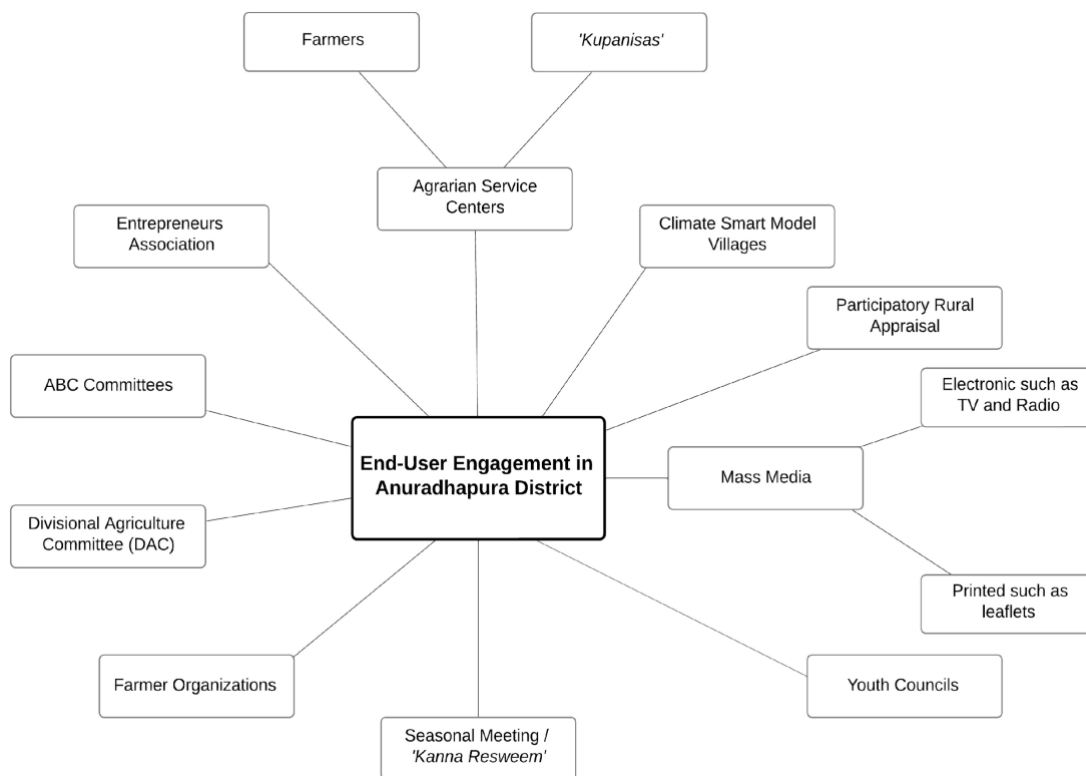 Farmers
'Kupanisas'
Agrarian Service
Centers
Entrepreneurs
Association
Climate Smart Model
Villages
Participatory Rural
Appraisal
ABC Committees
Electronic such as
TV and Radio
End-User Engagement in
Anuradhapura District
Mass Media
Divisional Agriculture
Committee (DAC)
Printed such as
leaflets
Farmer Organizations
Youth Councils
Seasonal Meeting /
'Kanna Resweem'